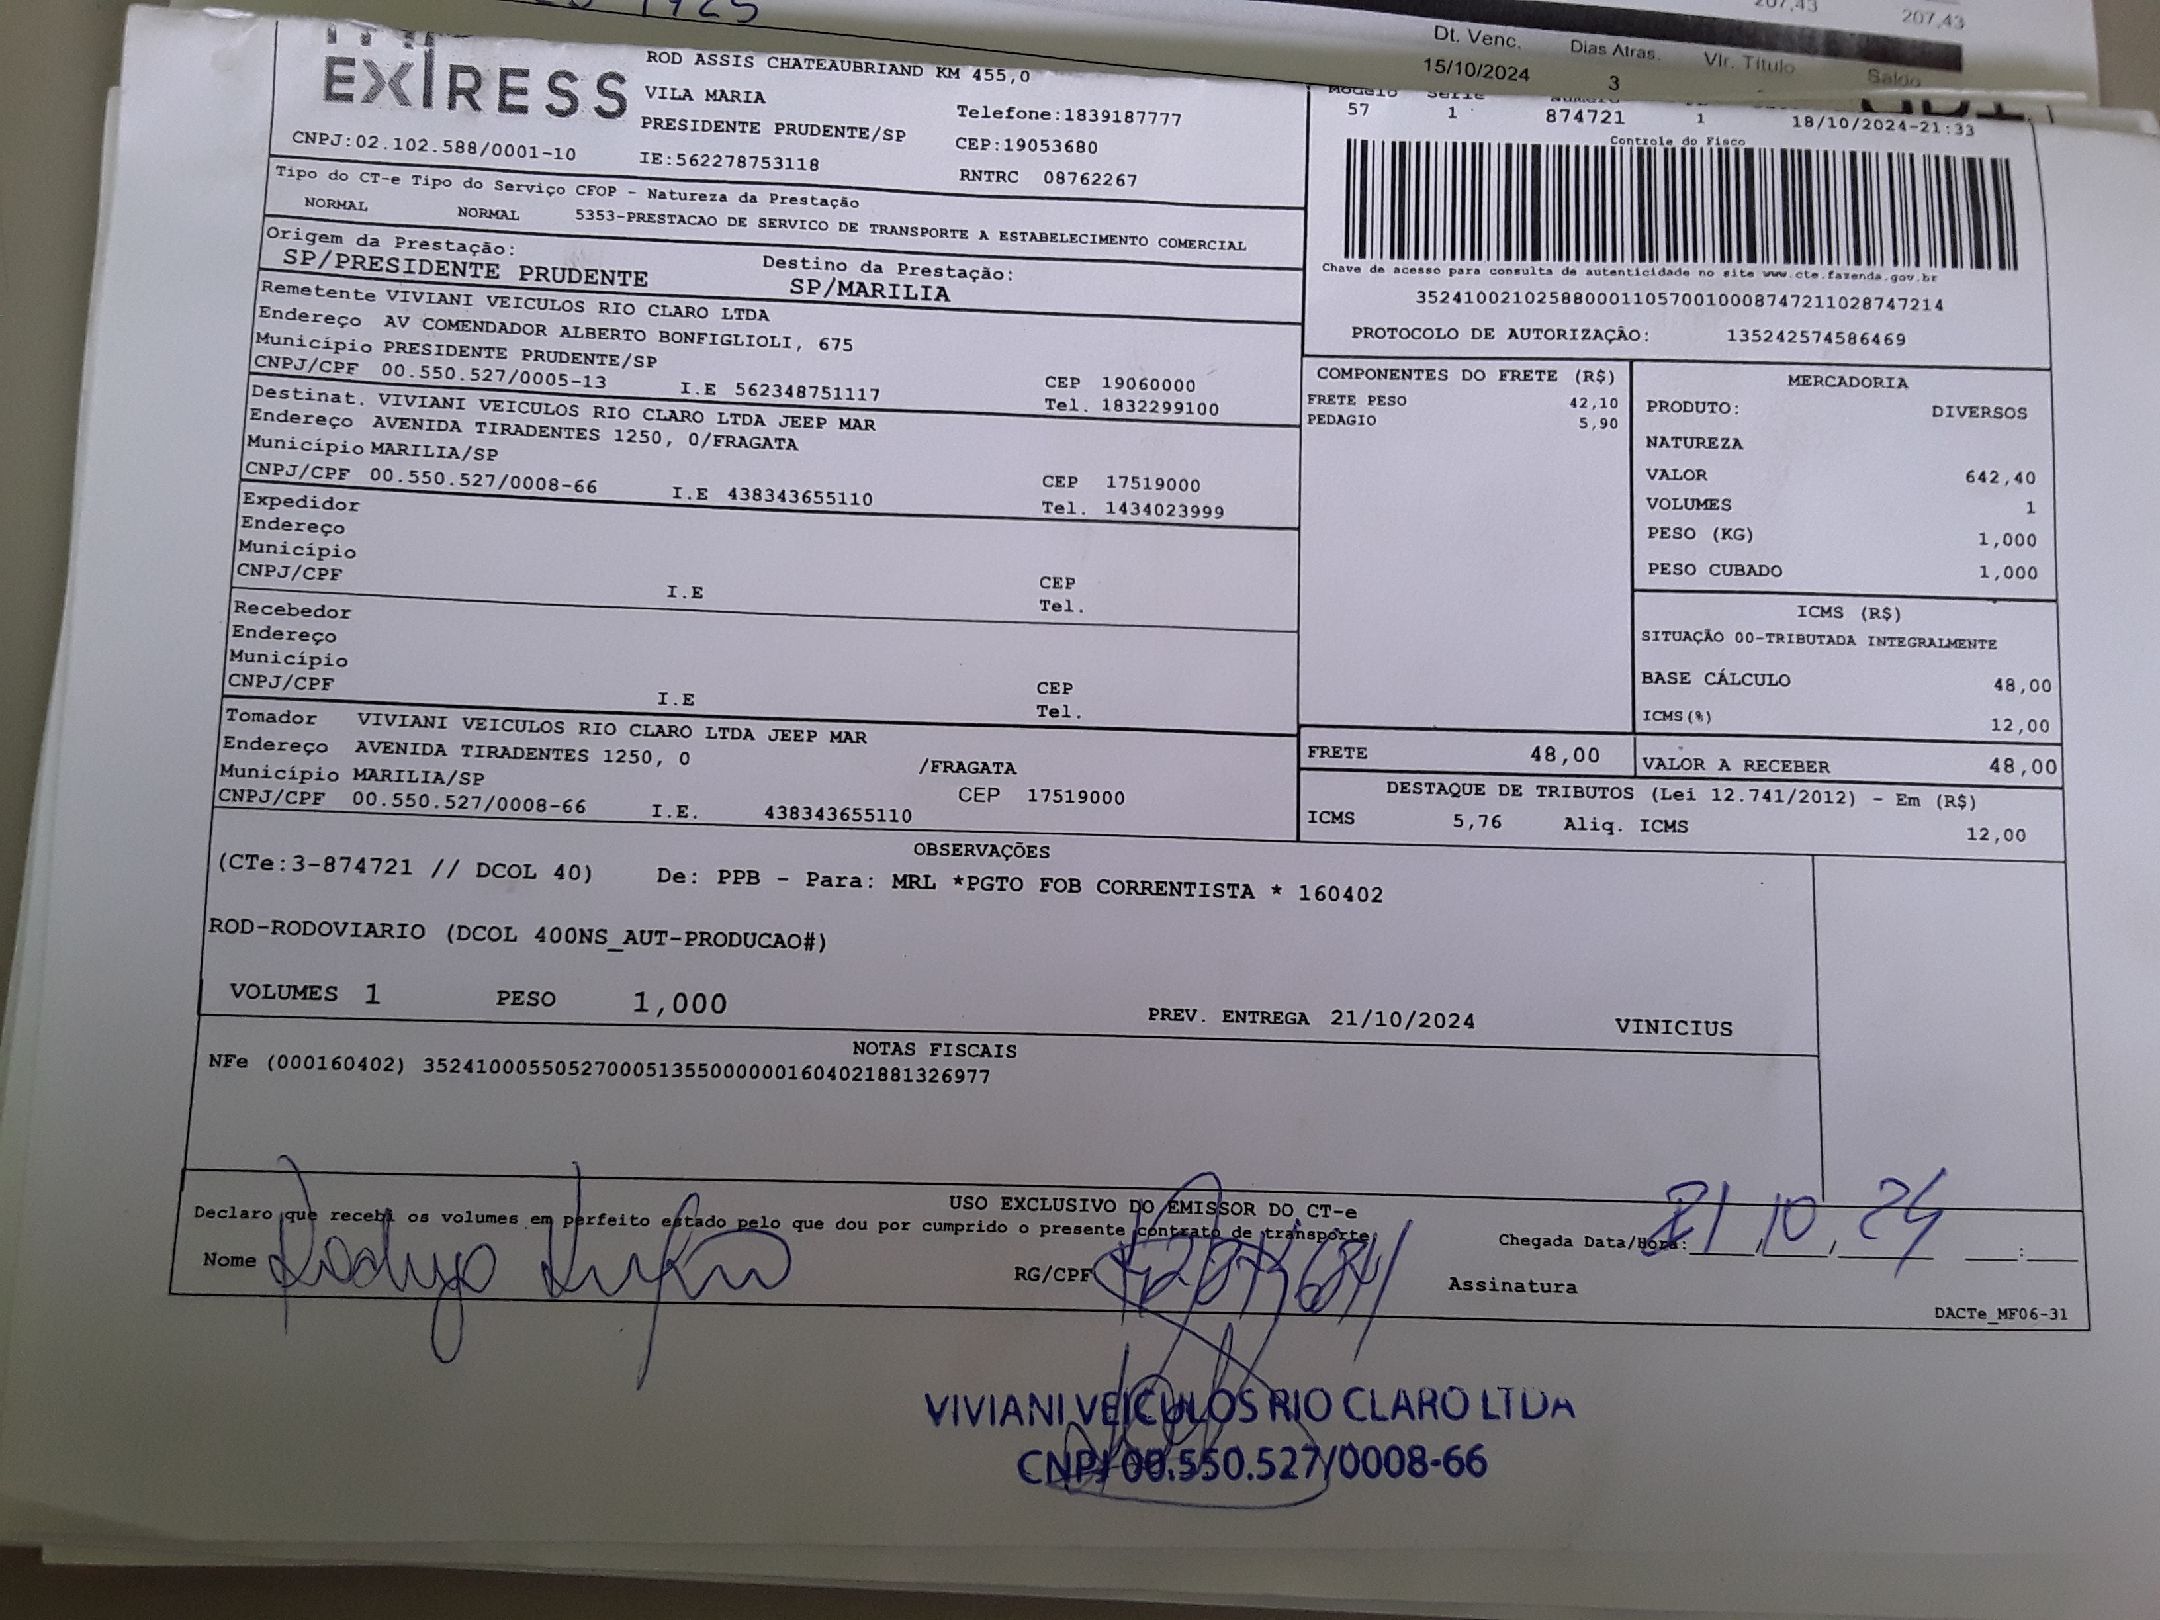 1925
207,43 207,43
Dt. Venc. Dias Atras. Vlr. Título Saldo
15/10/2024 3
EXPRESS
ROD ASSIS CHATEAUBRIAND KM 455,0
VILA MARIA Telefone:1839187777
PRESIDENTE PRUDENTE/SP CEP:19053680
CNPJ:02.102.588/0001-10 IE:562278753118 RNTRC 08762267
Modelo Série Número
57 1 874721 1 18/10/2024-21:33
Controle do Fisco
Tipo do CT-e Tipo do Serviço CFOP - Natureza da Prestação
NORMAL NORMAL 5353-PRESTACAO DE SERVICO DE TRANSPORTE A ESTABELECIMENTO COMERCIAL
Origem da Prestação: Destino da Prestação:
SP/PRESIDENTE PRUDENTE SP/MARILIA
Chave de acesso para consulta de autenticidade no site www.cte.fazenda.gov.br
35241002102588000110570010008747211028747214
PROTOCOLO DE AUTORIZAÇÃO: 135242574586469
Remetente VIVIANI VEICULOS RIO CLARO LTDA
Endereço AV COMENDADOR ALBERTO BONFIGLIOLI, 675
Município PRESIDENTE PRUDENTE/SP CEP 19060000
CNPJ/CPF 00.550.527/0005-13 I.E 562348751117 Tel. 1832299100
Destinat. VIVIANI VEICULOS RIO CLARO LTDA JEEP MAR
Endereço AVENIDA TIRADENTES 1250, 0/FRAGATA
Município MARILIA/SP CEP 17519000
CNPJ/CPF 00.550.527/0008-66 I.E 438343655110 Tel. 1434023999
Expedidor
Endereço
Município CEP
CNPJ/CPF I.E Tel.
Recebedor
Endereço
Município CEP
CNPJ/CPF I.E Tel.
Tomador VIVIANI VEICULOS RIO CLARO LTDA JEEP MAR
Endereço AVENIDA TIRADENTES 1250, 0 /FRAGATA
Município MARILIA/SP CEP 17519000
CNPJ/CPF 00.550.527/0008-66 I.E. 438343655110
COMPONENTES DO FRETE (R$)
FRETE PESO 42,10
PEDAGIO 5,90
MERCADORIA
PRODUTO: DIVERSOS
NATUREZA
VALOR 642,40
VOLUMES 1
PESO (KG) 1,000
PESO CUBADO 1,000
ICMS (R$)
SITUAÇÃO 00-TRIBUTADA INTEGRALMENTE
BASE CÁLCULO 48,00
ICMS(%) 12,00
FRETE 48,00 VALOR A RECEBER 48,00
DESTAQUE DE TRIBUTOS (Lei 12.741/2012) - Em (R$)
ICMS 5,76 Aliq. ICMS 12,00
OBSERVAÇÕES
(CTe:3-874721 // DCOL 40) De: PPB - Para: MRL *PGTO FOB CORRENTISTA * 160402
ROD-RODOVIARIO (DCOL 400NS_AUT-PRODUCAO#)
VOLUMES 1 PESO 1,000 PREV. ENTREGA 21/10/2024 VINICIUS
NOTAS FISCAIS
NFe (000160402) 35241000550527000513550000001604021881326977
USO EXCLUSIVO DO EMISSOR DO CT-e
Declaro que recebi os volumes em perfeito estado pelo que dou por cumprido o presente contrato de transporte
Nome Rodrigo RG/CPF Chegada Data/Hora: 21 10 24 :
Assinatura
DACTe_MF06-31
VIVIANI VEICULOS RIO CLARO LTDA
CNPJ 00.550.527/0008-66